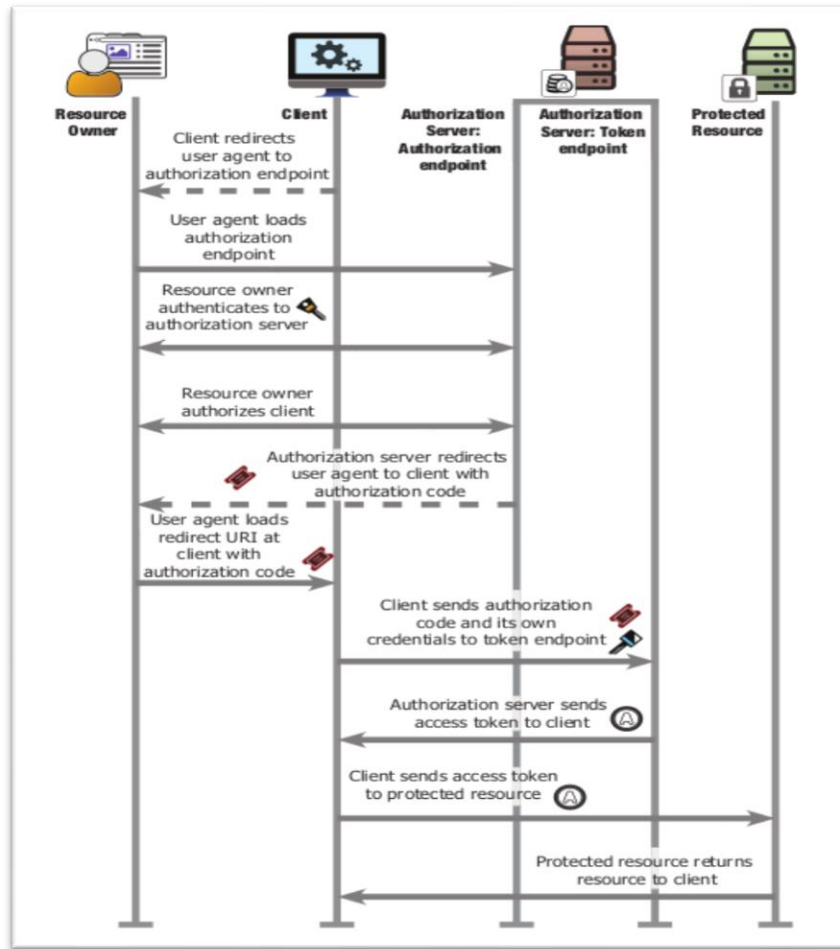 Resource
Owner
Client
Authorization
Server:
Authorization
endpoint
Authorization
Server: Token
endpoint
Protected
Resource
Client redirects
user agent to
authorization endpoint
User agent loads
authorization
endpoint
Resource owner
authenticates to
authorization server
Resource owner
authorizes client
Authorization server redirects
user agent to client with
authorization code
User agent loads
redirect URI at
client with
authorization code
Client sends authorization
code and its own
credentials to token endpoint
Authorization server sends
access token to client
A
Client sends access token
to protected resource
A
Protected resource returns
resource to client